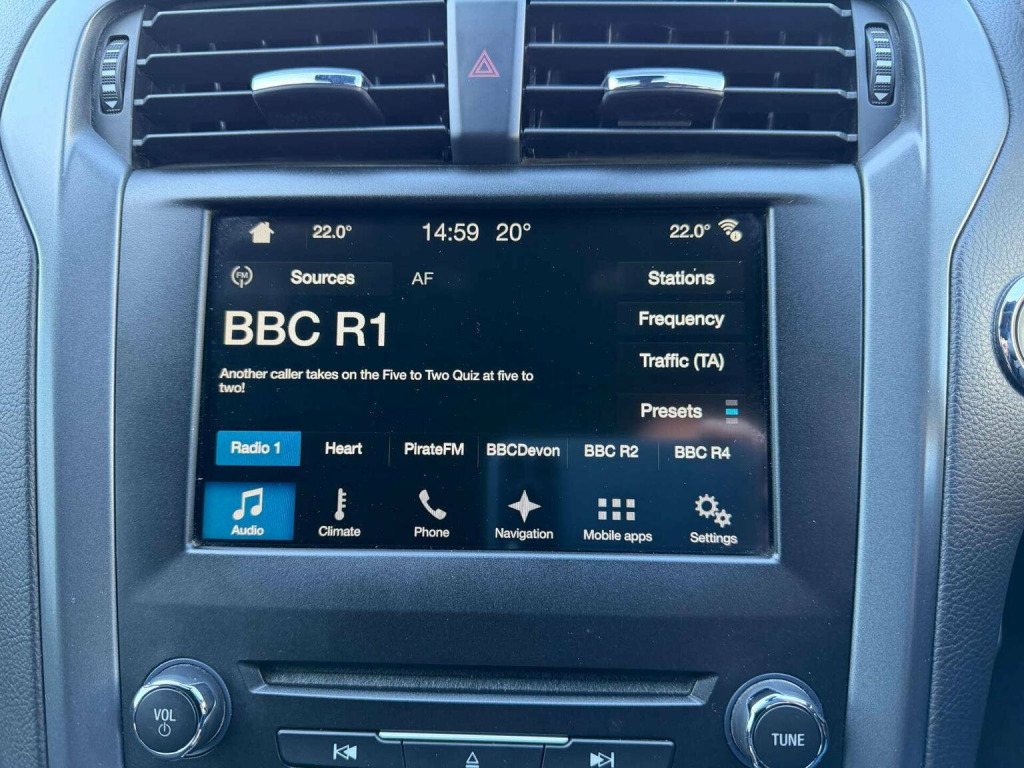 22.0° 14:59 20° 22.0°
FM Sources AF Stations
BBC R1
Frequency
Traffic (TA)
Another caller takes on the Five to Two Quiz at five to
two!
Presets
Radio 1 Heart PirateFM BBCDevon BBC R2 BBC R4
Audio Climate Phone Navigation Mobile apps Settings
VOL
TUNE